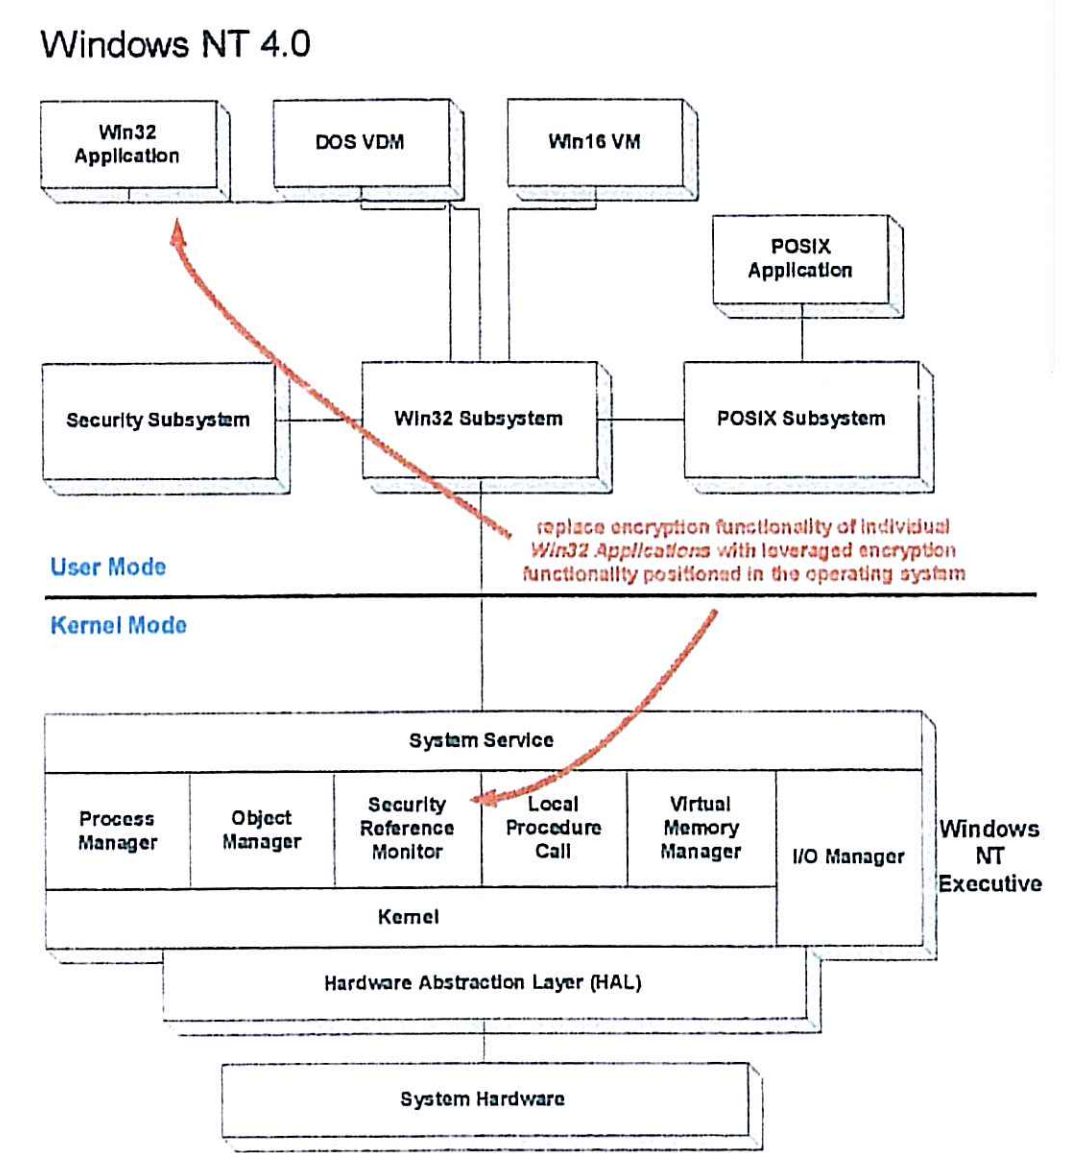 Windows NT 4.0
Win32
Application
DOS VDM
Win16 VM
POSIX
Application
Security Subsystem
Win32 Subsystem
POSIX Subsystem
replace encryption functionality of individual
Win32 Applications with leveraged encryption
functionality positioned in the operating system
User Mode
Kernel Mode
System Service
Process
Manager
Object
Manager
Security
Reference
Monitor
Local
Procedure
Call
Virtual
Memory
Manager
I/O Manager
Windows
NT
Executive
Kernel
Hardware Abstraction Layer (HAL)
System Hardware